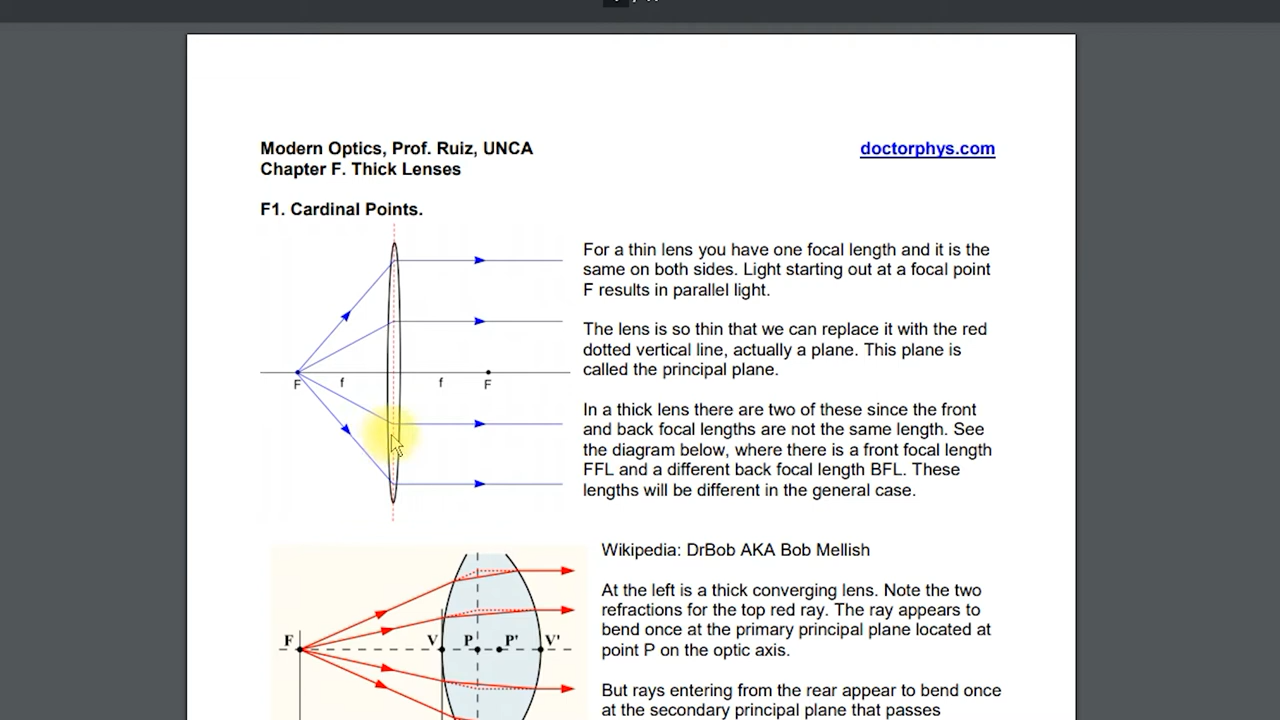 Modern Optics, Prof. Ruiz, UNCA
doctorphys.com
Chapter F. Thick Lenses
F1. Cardinal Points.
For a thin lens you have one focal length and it is the
same on both sides. Light starting out at a focal point
F results in parallel light.
The lens is so thin that we can replace it with the red
dotted vertical line, actually a plane. This plane is
called the principal plane.
F f f F
In a thick lens there are two of these since the front
and back focal lengths are not the same length. See
the diagram below, where there is a front focal length
FFL and a different back focal length BFL. These
lengths will be different in the general case.
Wikipedia: DrBob AKA Bob Mellish
At the left is a thick converging lens. Note the two
refractions for the top red ray. The ray appears to
bend once at the primary principal plane located at
point P on the optic axis.
F V P P' V'
But rays entering from the rear appear to bend once
at the secondary principal plane that passes